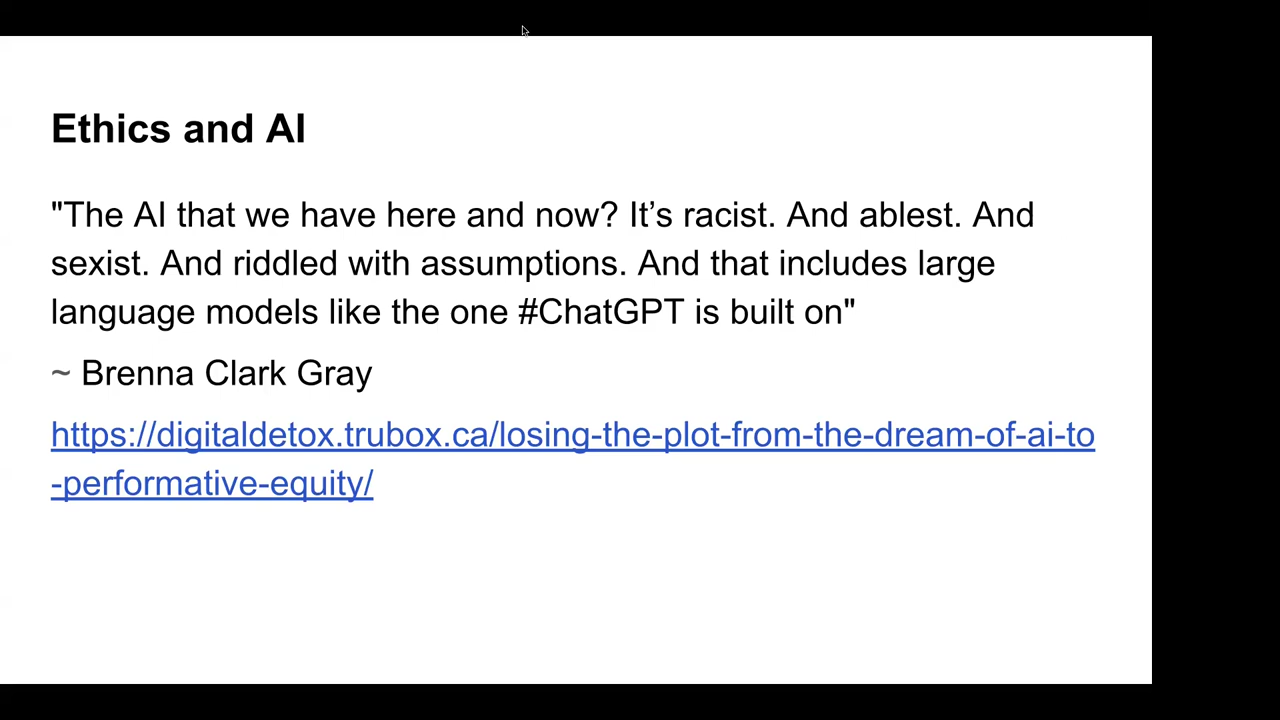 Ethics and AI
"The AI that we have here and now? It’s racist. And ablest. And
sexist. And riddled with assumptions. And that includes large
language models like the one #ChatGPT is built on"
~ Brenna Clark Gray
https://digitaldetox.trubox.ca/losing-the-plot-from-the-dream-of-ai-to
-performative-equity/